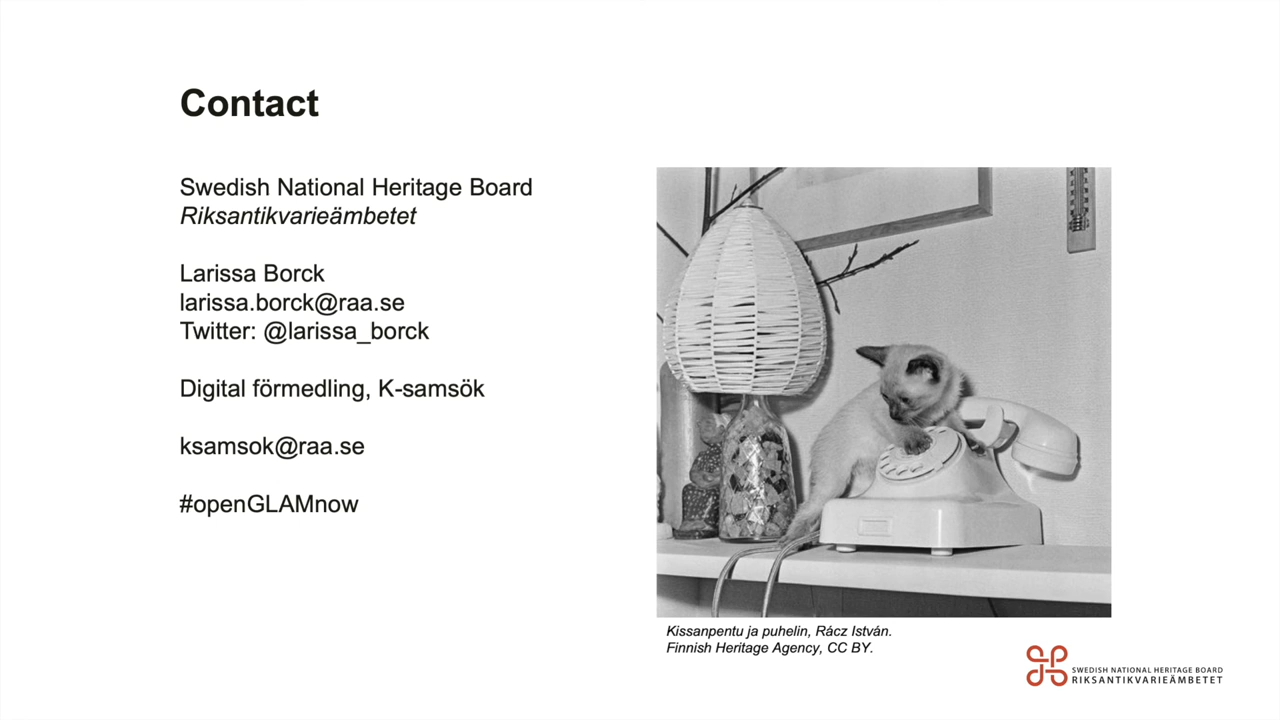 Contact
Swedish National Heritage Board
Riksantikvarieämbetet
Larissa Borck
larissa.borck@raa.se
Twitter: @larissa_borck
Digital förmedling, K-samsök
ksamsok@raa.se
#openGLAMnow
Kissanpentu ja puhelin, Rácz István.
Finnish Heritage Agency, CC BY.
SWEDISH NATIONAL HERITAGE BOARD
RIKSANTIKVARIEÄMBETET